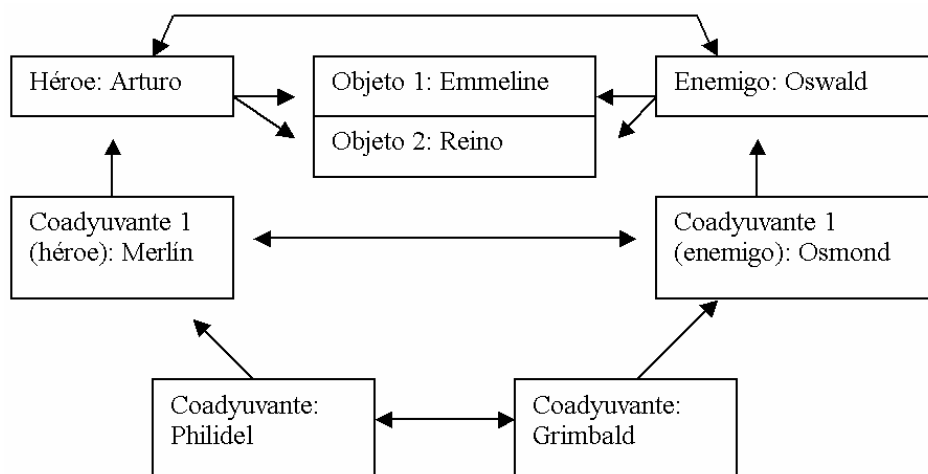 Héroe: Arturo
Objeto 1: Emmeline
Enemigo: Oswald
Objeto 2: Reino
Coadyuvante 1
(héroe): Merlín
Coadyuvante 1
(enemigo): Osmond
Coadyuvante:
Philidel
Coadyuvante:
Grimbald